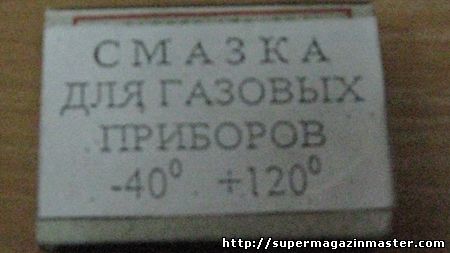 СМАЗКА
ДЛЯ ГАЗОВЫХ
ПРИБОРОВ
-40⁰ +120⁰
http://supermagazinmaster.com